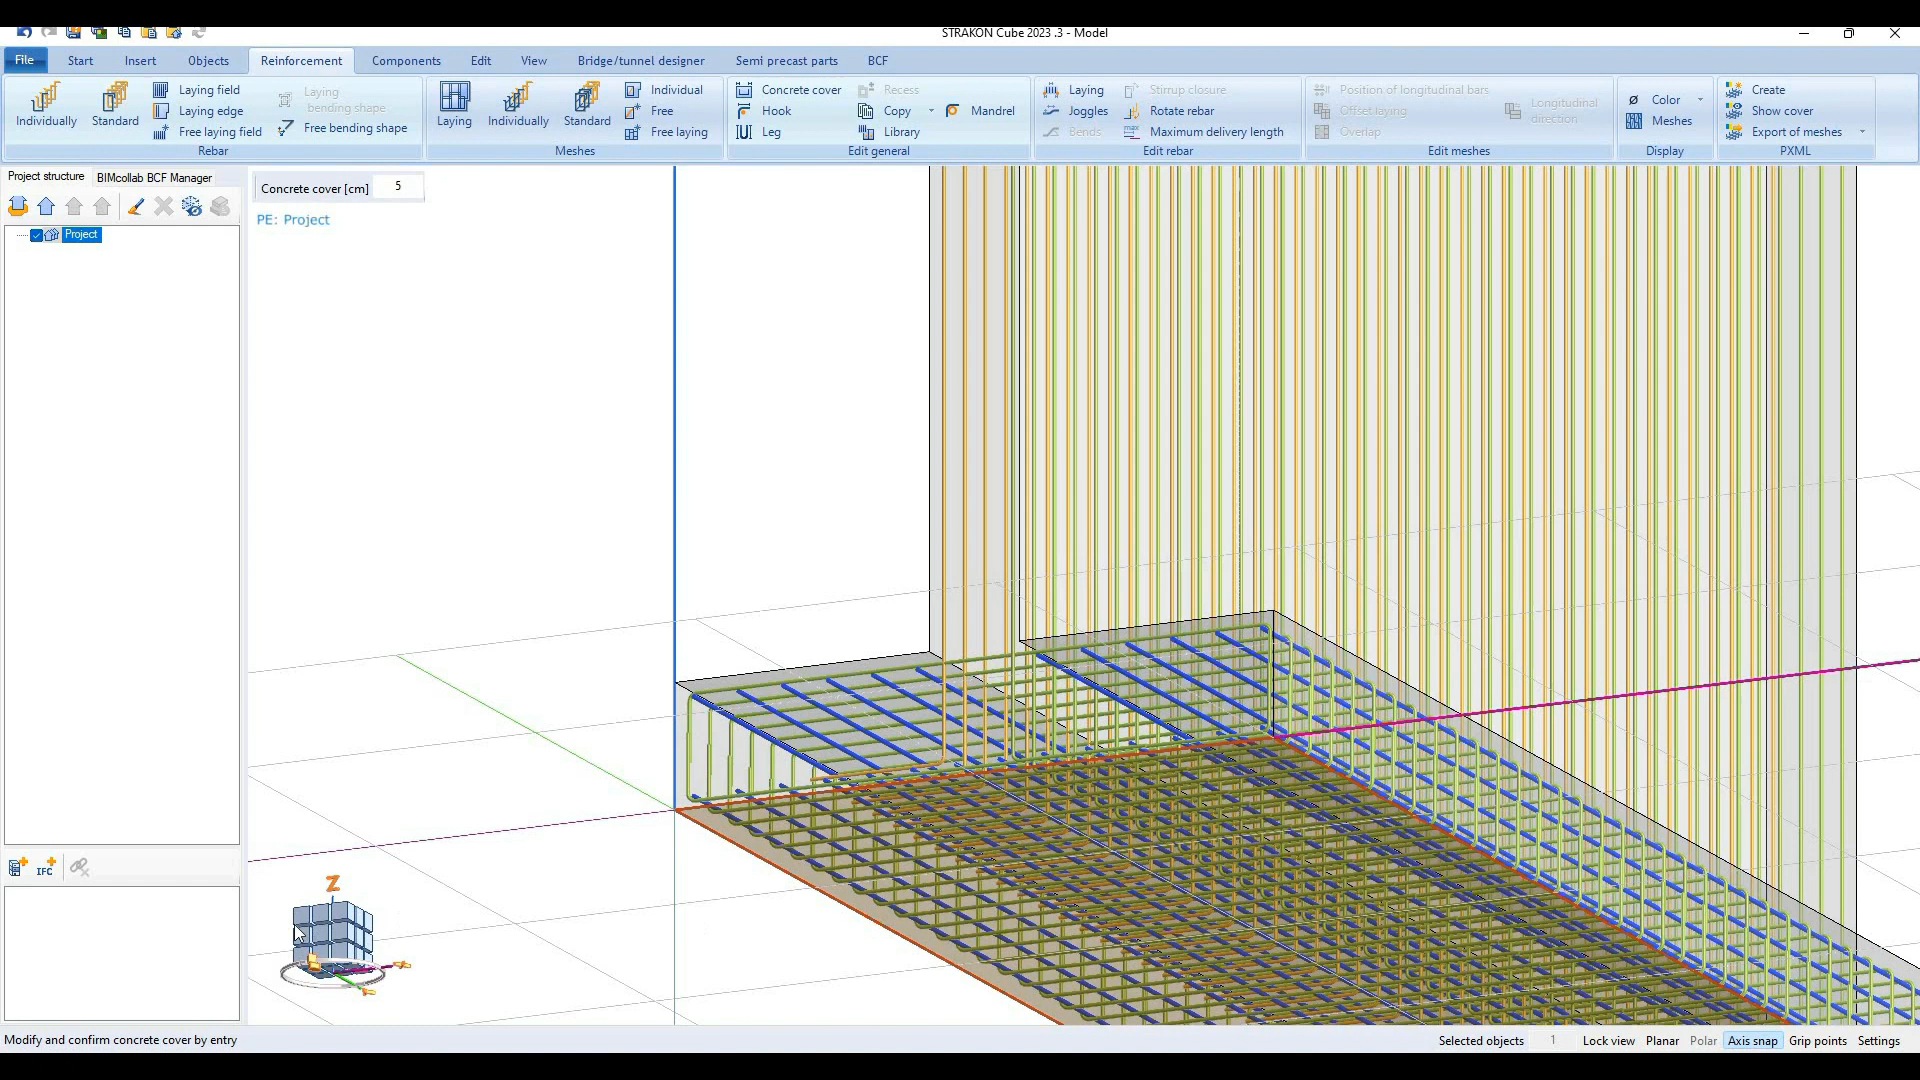 STRAKON Cube 2023 .3 - Model
File Start Insert Objects Reinforcement Components Edit View Bridge/tunnel designer Semi precast parts BCF
Individually Standard Laying field Laying edge Free laying field Laying bending shape Free bending shape
Rebar
Laying Individually Standard Individual Free Free laying
Meshes
Concrete cover Hook Leg Recess Copy Library Mandrel
Edit general
Laying Joggles Bends Stirrup closure Rotate rebar Maximum delivery length
Edit rebar
Position of longitudinal bars Offset laying Overlap Longitudinal direction
Edit meshes
Color Meshes
Display
Create Show cover Export of meshes
PXML
Project structure BIMcollab BCF Manager
Project
Concrete cover [cm] 5
PE: Project
IFC
Z
Modify and confirm concrete cover by entry
Selected objects 1 Lock view Planar Polar Axis snap Grip points Settings